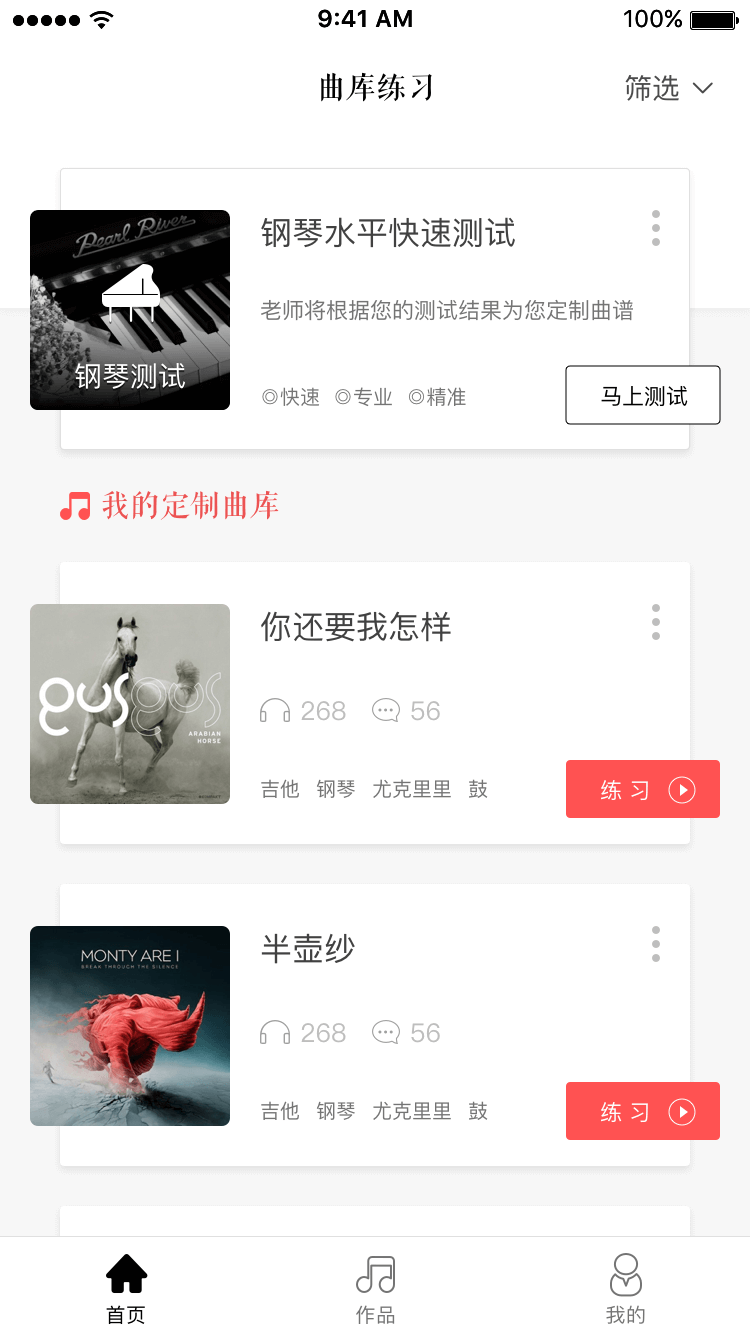 9:41 AM
100%
曲库练习
筛选
Pearl River
钢琴测试
钢琴水平快速测试
老师将根据您的测试结果为您定制曲谱
◎快速 ◎专业 ◎精准
马上测试
我的定制曲库
gusgus
ARABIAN
HORSE
你还要我怎样
268 56
吉他 钢琴 尤克里里 鼓
练习
MONTY ARE I
BREAK THROUGH THE SILENCE
半壶纱
268 56
吉他 钢琴 尤克里里 鼓
练习
首页
作品
我的